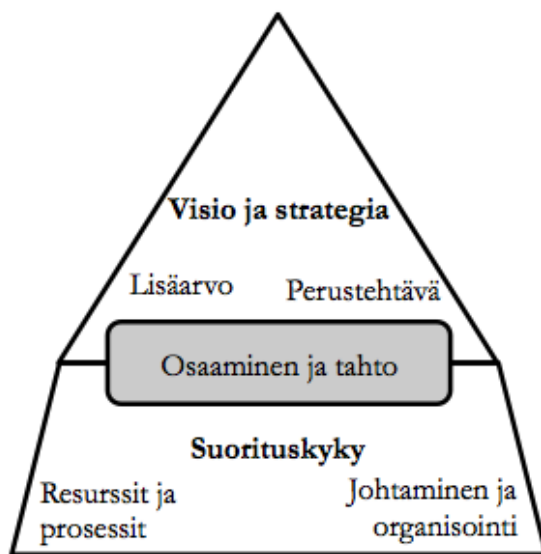 Visio ja strategia
Lisäarvo
Perustehtävä
Osaaminen ja tahto
Suorituskyky
Resurssit ja
prosessit
Johtaminen ja
organisointi